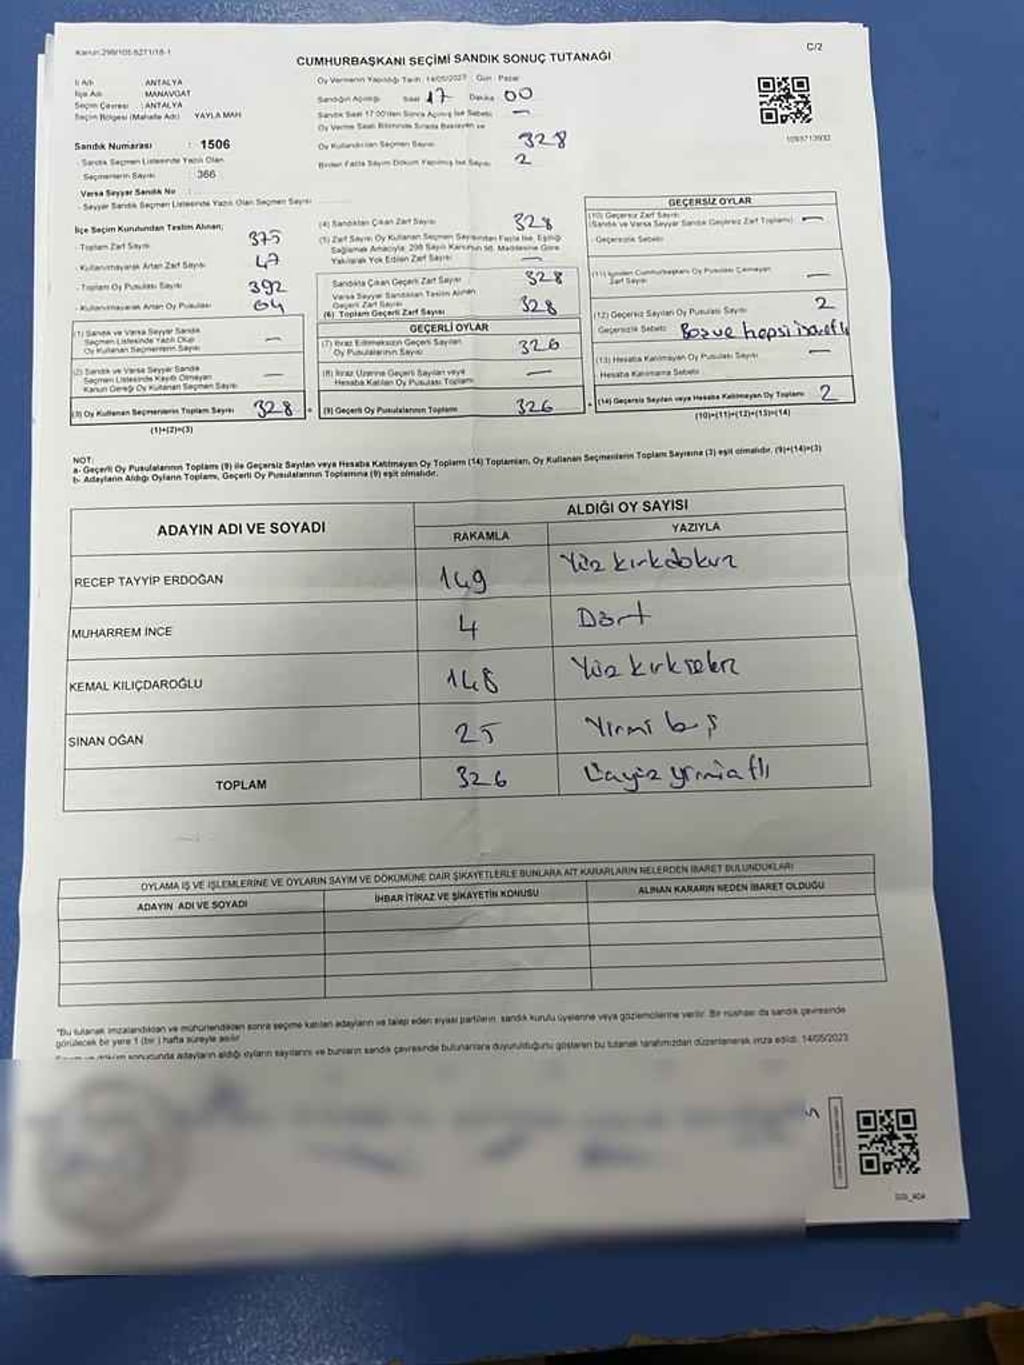 CUMHURBAŞKANI SEÇİMİ SANDIK SONUÇ TUTANAĞI
C/2
İl Adı : ANTALYA
İlçe Adı : MANAVGAT
Seçim Çevresi : ANTALYA
Seçim Bölgesi (Mahalle Adı) YAYLA MAH
Sandık Numarası : 1506
- Sandık Seçmen Listesinde Yazılı Olan
Seçmenlerin Sayısı : 366
Varsa Seyyar Sandık No :
- Seyyar Sandık Seçmen Listesinde Yazılı Olan Seçmen Sayısı
Oy Vermenin Yapıldığı Tarih : 14/05/2023 Gün : Pazar
Sandığın Açıldığı Saat 17 Dakika 00
Sandık Saat 17:00'den Sonra Açılmış İse Sebebi —
Oy Verme Saati Bitiminde Sırada Bekleyen ve
Oy Kullandırılan Seçmen Sayısı 328
Birden Fazla Sayım Döküm Yapılmış İse Sayısı 2
İlçe Seçim Kurulundan Teslim Alınan;
- Toplam Zarf Sayısı 375
- Kullanılmayarak Artan Zarf Sayısı 47
- Toplam Oy Pusulası Sayısı 392
- Kullanılmayarak Artan Oy Pusulası 64
(1) Sandık ve Varsa Seyyar Sandık
Seçmen Listesinde Yazılı Olup
Oy Kullanan Seçmenlerin Sayısı —
(2) Sandık ve Varsa Seyyar Sandık
Seçmen Listesinde Kayıtlı Olmayan
Kanun Gereği Oy Kullanan Seçmen Sayısı —
(3) Oy Kullanan Seçmenlerin Toplam Sayısı 328
(1)+(2)=(3)
(4) Sandıktan Çıkan Zarf Sayısı 328
(5) Zarf Sayısı Oy Kullanan Seçmen Sayısından Fazla İse, Eşitliği
Sağlamak Amacıyla; 298 Sayılı Kanunun 98. Maddesine Göre
Yakılarak Yok Edilen Zarf Sayısı —
Sandıkta Çıkan Geçerli Zarf Sayısı 328
Varsa Seyyar Sandıktan Teslim Alınan
Geçerli Zarf Sayısı
(6) Toplam Geçerli Zarf Sayısı 328
GEÇERLİ OYLAR
(7) İtiraz Edilmeksizin Geçerli Sayılan
Oy Pusulalarının Sayısı 326
(8) İtiraz Üzerine Geçerli Sayılan veya
Hesaba Katılan Oy Pusulası Toplamı —
(9) Geçerli Oy Pusulalarının Toplamı 326
GEÇERSİZ OYLAR
(10) Geçersiz Zarf Sayısı
(Sandık ve Varsa Seyyar Sandık Geçersiz Zarf Toplamı) —
Geçersizlik Sebebi
(11) İçinden Cumhurbaşkanı Oy Pusulası Çıkmayan
Zarf Sayısı —
(12) Geçersiz Sayılan Oy Pusulası Sayısı 2
Geçersizlik Sebebi
(13) Hesaba Katılmayan Oy Pusulası Sayısı —
- Hesaba Katılmama Sebebi
(14) Geçersiz Sayılan veya Hesaba Katılmayan Oy Toplamı 2
(10)+(11)+(12)+(13)=(14)
NOT:
a- Geçerli Oy Pusulalarının Toplamı (9) ile Geçersiz Sayılan veya Hesaba Katılmayan Oy Toplamı (14) Toplamları, Oy Kullanan Seçmenlerin Toplam Sayısına (3) eşit olmalıdır. (9)+(14)=(3)
b- Adayların Aldığı Oyların Toplamı, Geçerli Oy Pusulalarının Toplamına (9) eşit olmalıdır.
ADAYIN ADI VE SOYADI ALDIĞI OY SAYISI
RAKAMLA YAZIYLA
RECEP TAYYİP ERDOĞAN 149 Yüz kırkdokuz
MUHARREM İNCE 4 Dört
KEMAL KILIÇDAROĞLU 148 Yüz kırk sekiz
SİNAN OĞAN 25 Yirmi beş
TOPLAM 326 Üçyüz yirmialtı
OYLAMA İŞ VE İŞLEMLERİNE VE OYLARIN SAYIM VE DÖKÜMÜNE DAİR ŞİKAYETLERLE BUNLARA AİT KARARLARIN NELERDEN İBARET BULUNDUKLARI
ADAYIN ADI VE SOYADI İHBAR İTİRAZ VE ŞİKAYETİN KONUSU ALINAN KARARIN NEDEN İBARET OLDUĞU
*Bu tutanak imzalandıktan ve mühürlendikten sonra seçime katılan adayların ve talep eden siyasi partilerin, sandık kurulu üyelerine veya gözlemcilerine verilir. Bir nüshası da sandık çevresinde
görülecek bir yere 1 (bir) hafta süreyle asılır.
sonucunda adayların aldığı oyların sayılarını ve bunların sandık çevresinde bulunanlara duyurulduğunu gösteren bu tutanak tarafımızdan düzenlenerek imza edildi. 14/05/2023